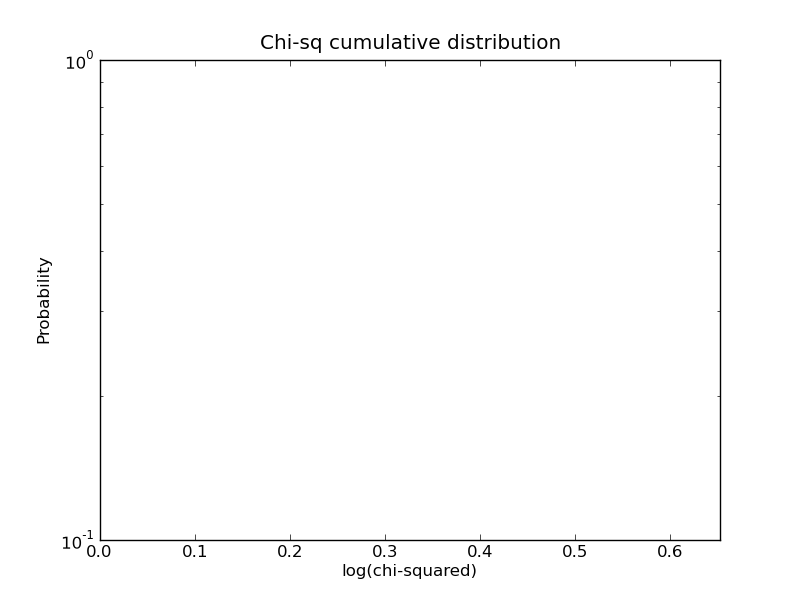 Chi-sq cumulative distribution
10^0
Probability
10^-1
0.0 0.1 0.2 0.3 0.4 0.5 0.6
log(chi-squared)